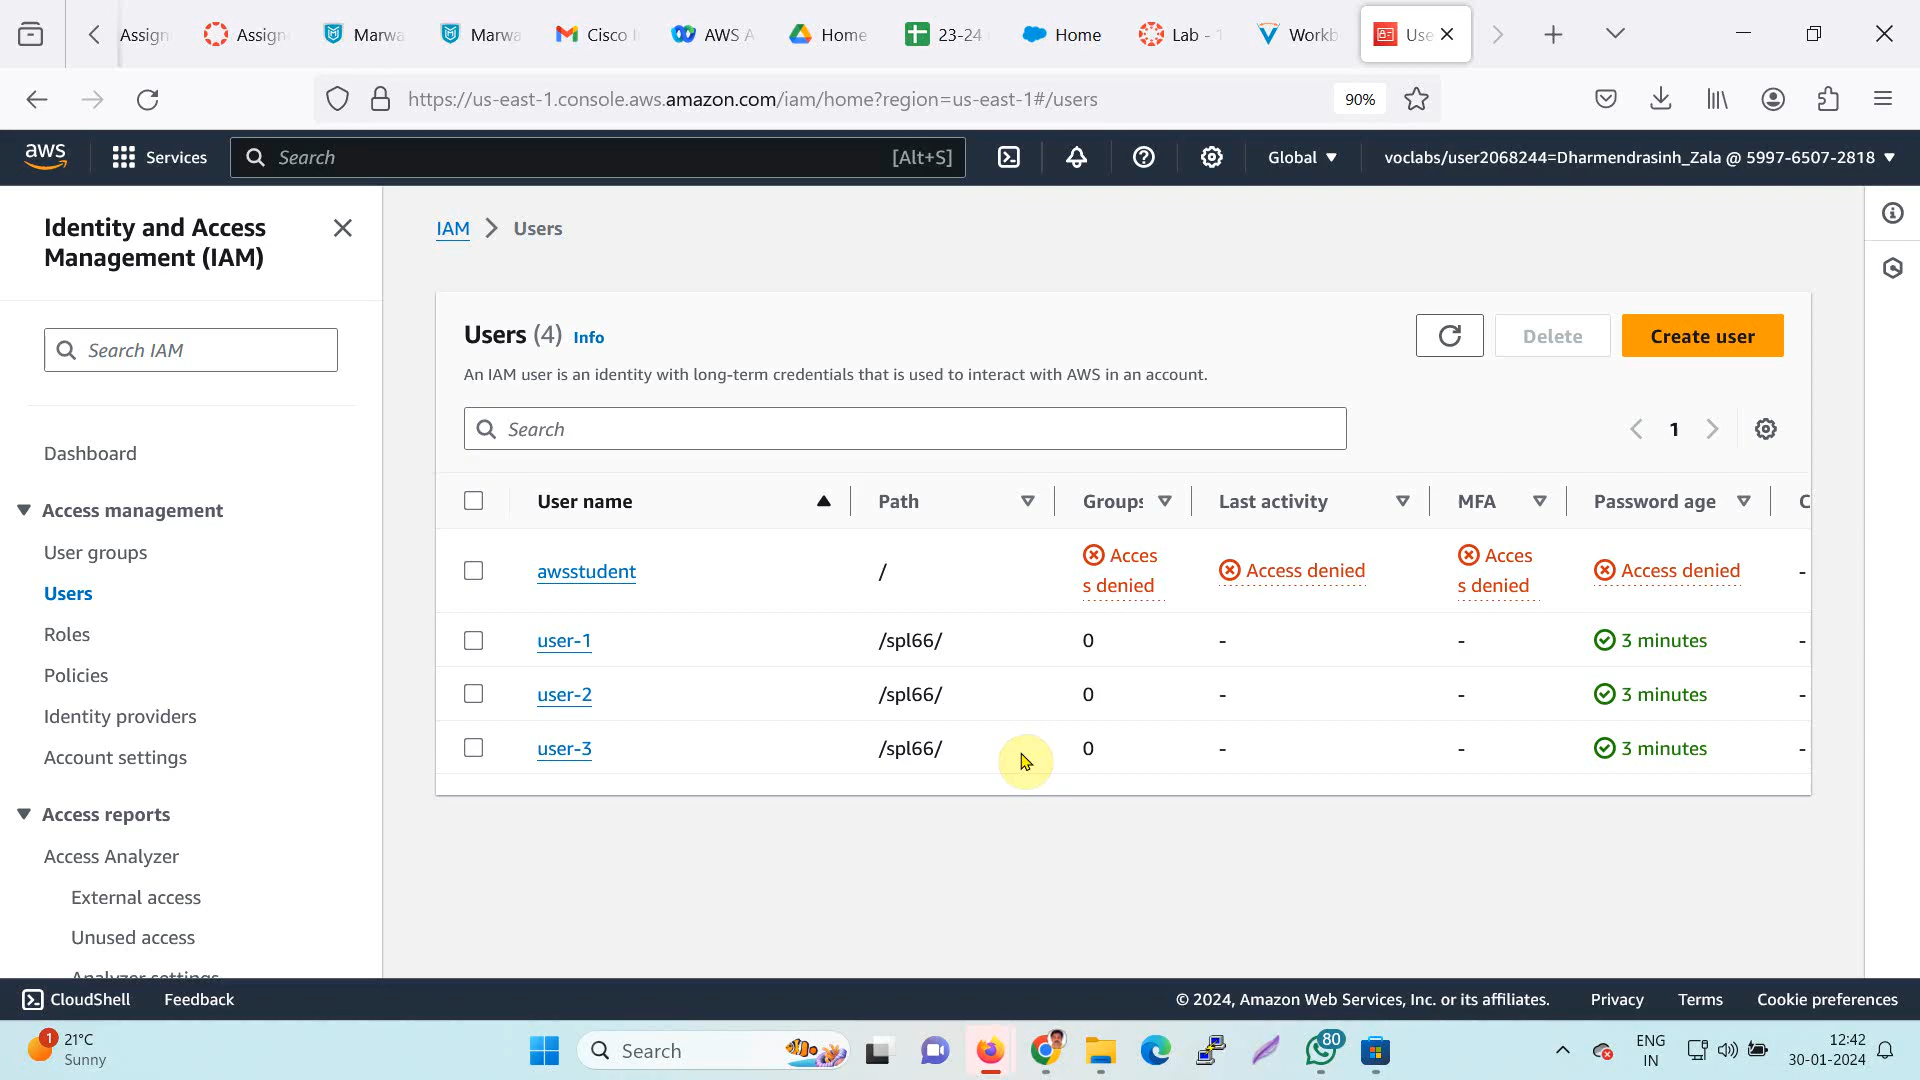 Assign
Assign
Marwa
Marwa
Cisco I
AWS A
Home
23-24
Home
Lab - 1
Workb
Use
https://us-east-1.console.aws.amazon.com/iam/home?region=us-east-1#/users
90%
aws
Services
Search
[Alt+S]
Global
voclabs/user2068244=Dharmendrasinh_Zala @ 5997-6507-2818
Identity and Access
Management (IAM)
Search IAM
Dashboard
Access management
User groups
Users
Roles
Policies
Identity providers
Account settings
Access reports
Access Analyzer
External access
Unused access
Analyzer settings
IAM > Users
Users (4) Info
Delete
Create user
An IAM user is an identity with long-term credentials that is used to interact with AWS in an account.
Search
1
User name Path Groups Last activity MFA Password age C
awsstudent / Acces
s denied Access denied Acces
s denied Access denied -
user-1 /spl66/ 0 - - 3 minutes -
user-2 /spl66/ 0 - - 3 minutes -
user-3 /spl66/ 0 - - 3 minutes -
CloudShell Feedback
© 2024, Amazon Web Services, Inc. or its affiliates. Privacy Terms Cookie preferences
1
21°C
Sunny
Search
80
ENG
IN
12:42
30-01-2024